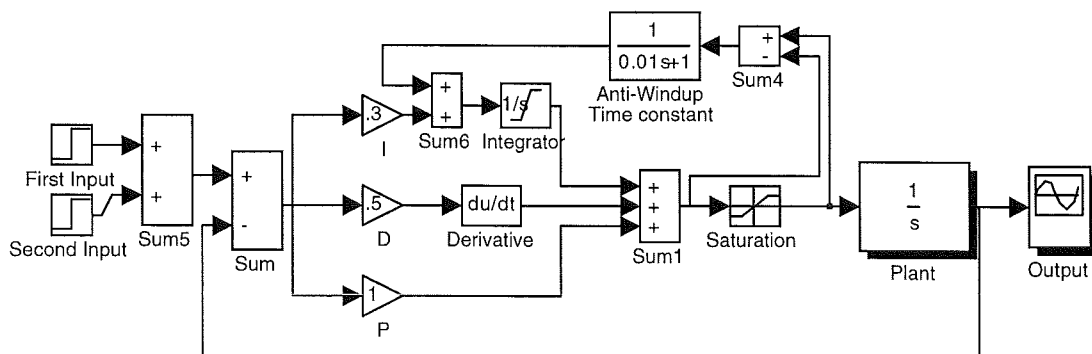 First Input
Second Input
+
+
Sum5
+
-
Sum
.3
I
.5
D
1
P
+
+
Sum6
1/s
Integrator
du/dt
Derivative
1
0.01s+1
Anti-Windup
Time constant
+
-
Sum4
+
+
+
Sum1
Saturation
1
s
Plant
Output